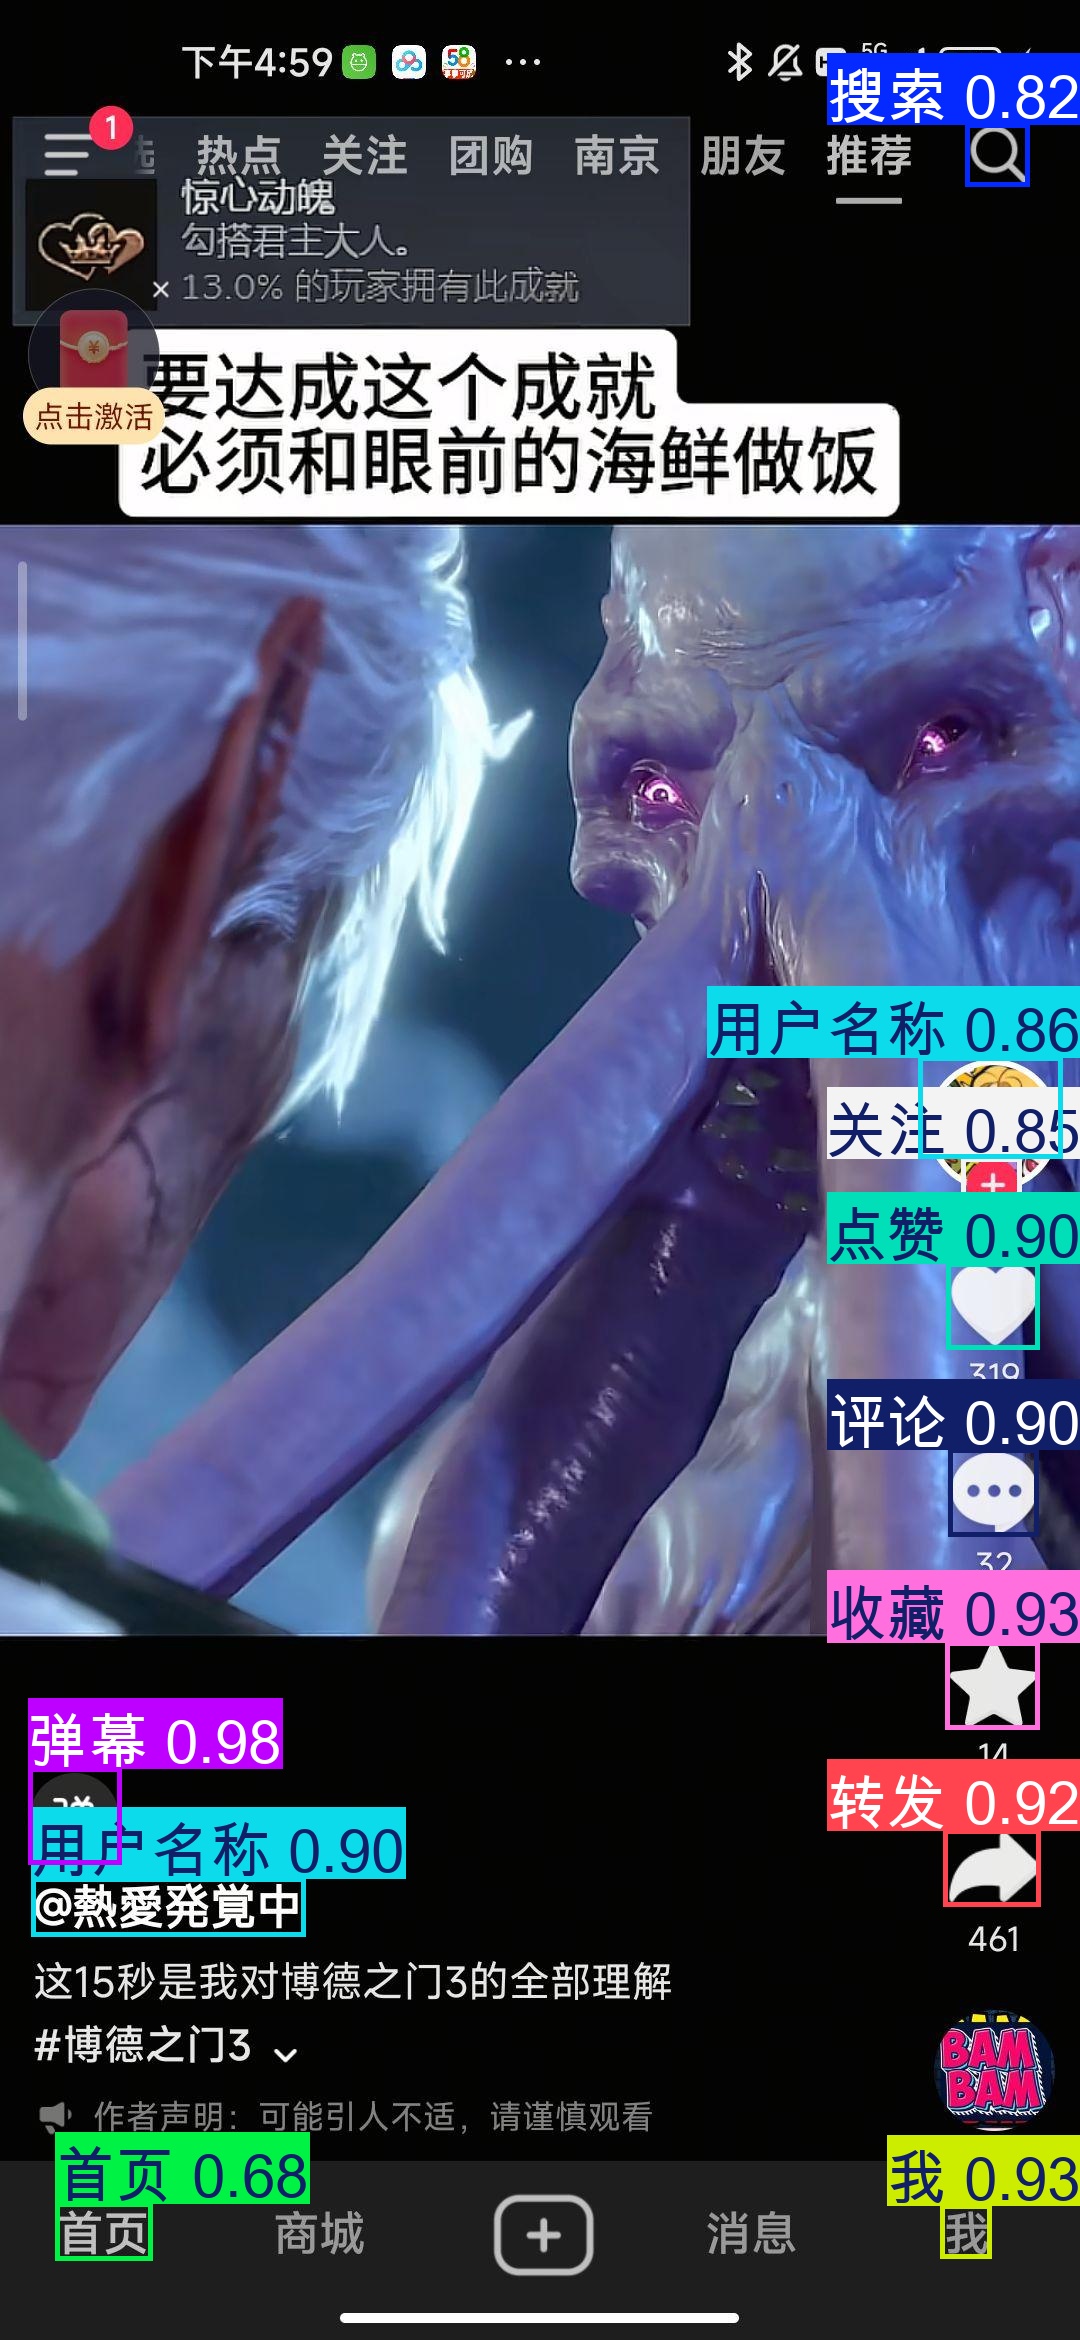 下午4:59
5G
搜索 0.82
1
热点 关注 团购 南京 朋友 推荐
惊心动魄
勾搭君主大人。
× 13.0% 的玩家拥有此成就
点击激活
要达成这个成就
必须和眼前的海鲜做饭
用户名称 0.86
关注 0.85
点赞 0.90
319
评论 0.90
32
收藏 0.93
14
弹幕 0.98
转发 0.92
用户名称 0.90
@熱愛発覚中
461
这15秒是我对博德之门3的全部理解
#博德之门3
BAM
BAM
作者声明：可能引人不适，请谨慎观看
首页 0.68
我 0.93
首页 商城 消息 我